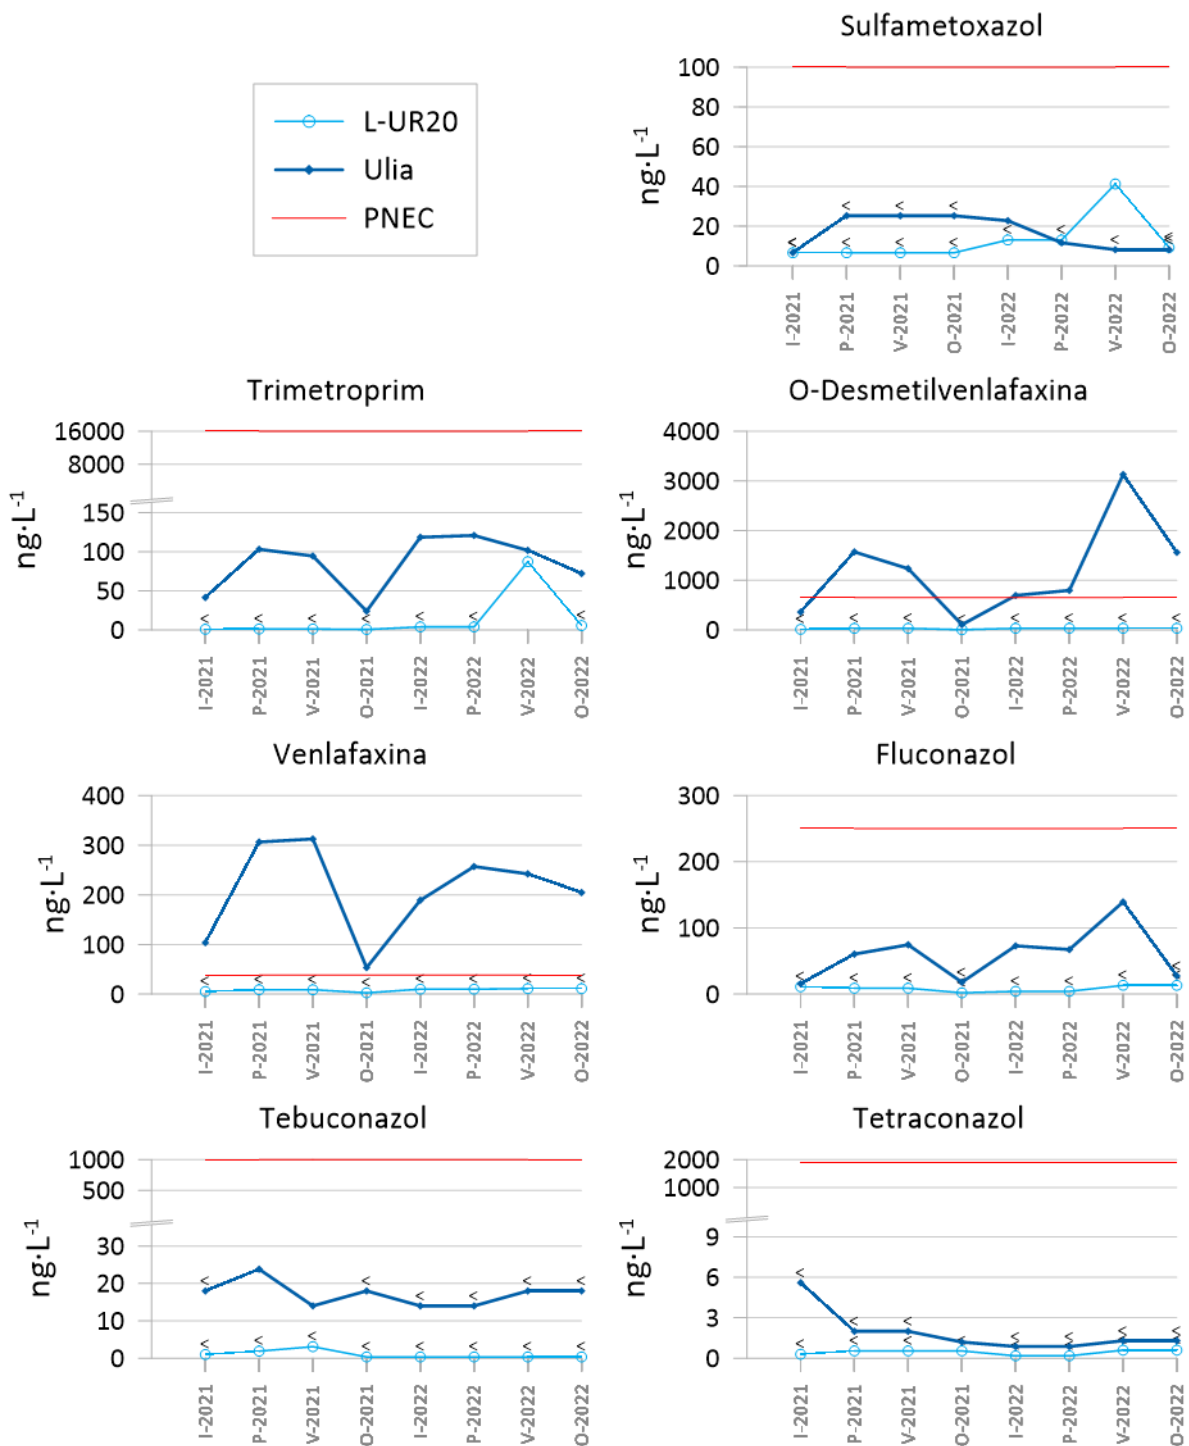 Sulfametoxazol
L-UR20
Ulia
PNEC
ng·L⁻¹
100
80
60
40
20
0
< < < < < < < < < < < < <
I-2021 P-2021 V-2021 O-2021 I-2022 P-2022 V-2022 O-2022
Trimetroprim
ng·L⁻¹
16000
8000
150
100
50
0
< < < < < < <
I-2021 P-2021 V-2021 O-2021 I-2022 P-2022 V-2022 O-2022
O-Desmetilvenlafaxina
ng·L⁻¹
4000
3000
2000
1000
0
< < < < < < < <
I-2021 P-2021 V-2021 O-2021 I-2022 P-2022 V-2022 O-2022
Venlafaxina
ng·L⁻¹
400
300
200
100
0
< < < < < < < <
I-2021 P-2021 V-2021 O-2021 I-2022 P-2022 V-2022 O-2022
Fluconazol
ng·L⁻¹
300
200
100
0
< < < < < < < < <
I-2021 P-2021 V-2021 O-2021 I-2022 P-2022 V-2022 O-2022
Tebuconazol
ng·L⁻¹
1000
500
30
20
10
0
< < < < < <
< < < < < < < <
I-2021 P-2021 V-2021 O-2021 I-2022 P-2022 V-2022 O-2022
Tetraconazol
ng·L⁻¹
2000
1000
9
6
3
0
< < < < < < < <
< < < < <
I-2021 P-2021 V-2021 O-2021 I-2022 P-2022 V-2022 O-2022